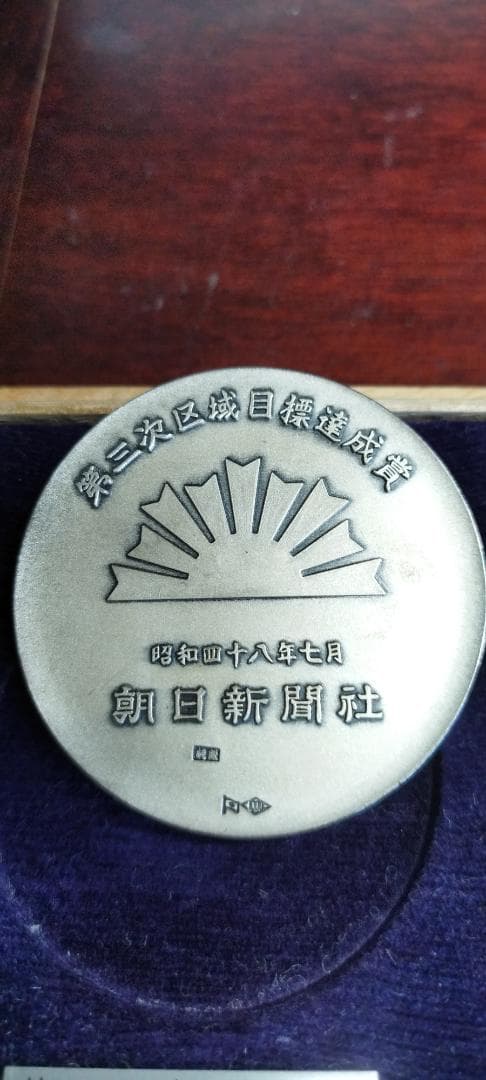 第三次区域目標達成賞
昭和四十八年七月
朝日新聞社
純銀